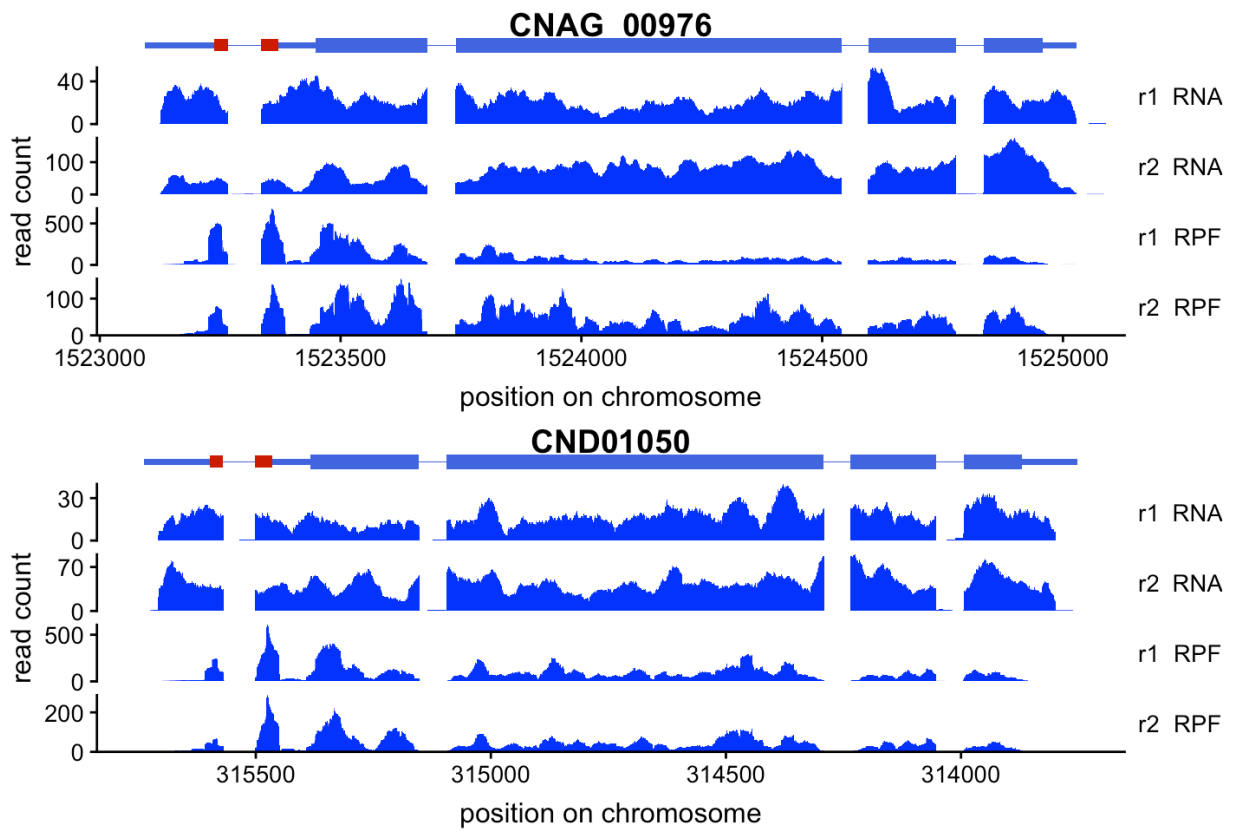 CNAG_00976
40
0
r1 RNA
100
0
r2 RNA
500
0
r1 RPF
100
0
r2 RPF
read count
1523000 1523500 1524000 1524500 1525000
position on chromosome
CND01050
30
0
r1 RNA
70
0
r2 RNA
500
0
r1 RPF
200
0
r2 RPF
read count
315500 315000 314500 314000
position on chromosome